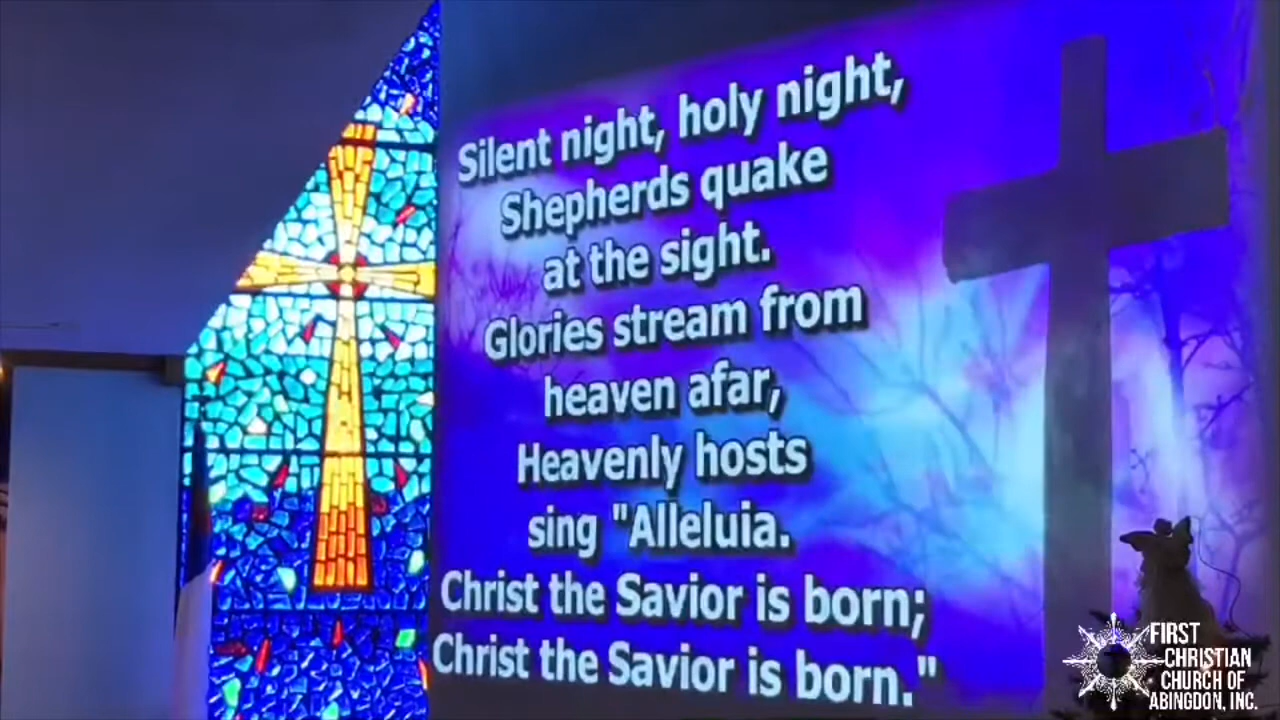 Silent night, holy night,
Shepherds quake
at the sight.
Glories stream from
heaven afar,
Heavenly hosts
sing "Alleluia.
Christ the Savior is born;
Christ the Savior is born."
FIRST
CHRISTIAN
CHURCH OF
ABINGDON, INC.